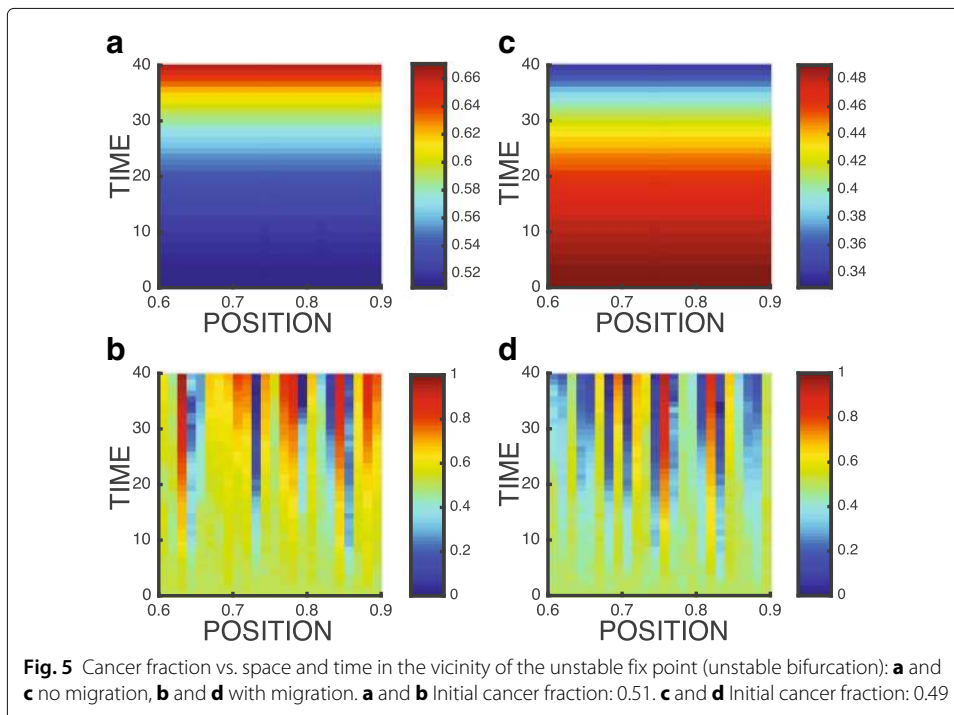 a
40
30
20
10
0
TIME
0.6 0.7 0.8 0.9
POSITION
0.66
0.64
0.62
0.6
0.58
0.56
0.54
0.52
c
40
30
20
10
0
TIME
0.6 0.7 0.8 0.9
POSITION
0.48
0.46
0.44
0.42
0.4
0.38
0.36
0.34
b
40
30
20
10
0
TIME
0.6 0.7 0.8 0.9
POSITION
1
0.8
0.6
0.4
0.2
0
d
40
30
20
10
0
TIME
0.6 0.7 0.8 0.9
POSITION
1
0.8
0.6
0.4
0.2
0
Fig. 5 Cancer fraction vs. space and time in the vicinity of the unstable fix point (unstable bifurcation): a and
c no migration, b and d with migration. a and b Initial cancer fraction: 0.51. c and d Initial cancer fraction: 0.49